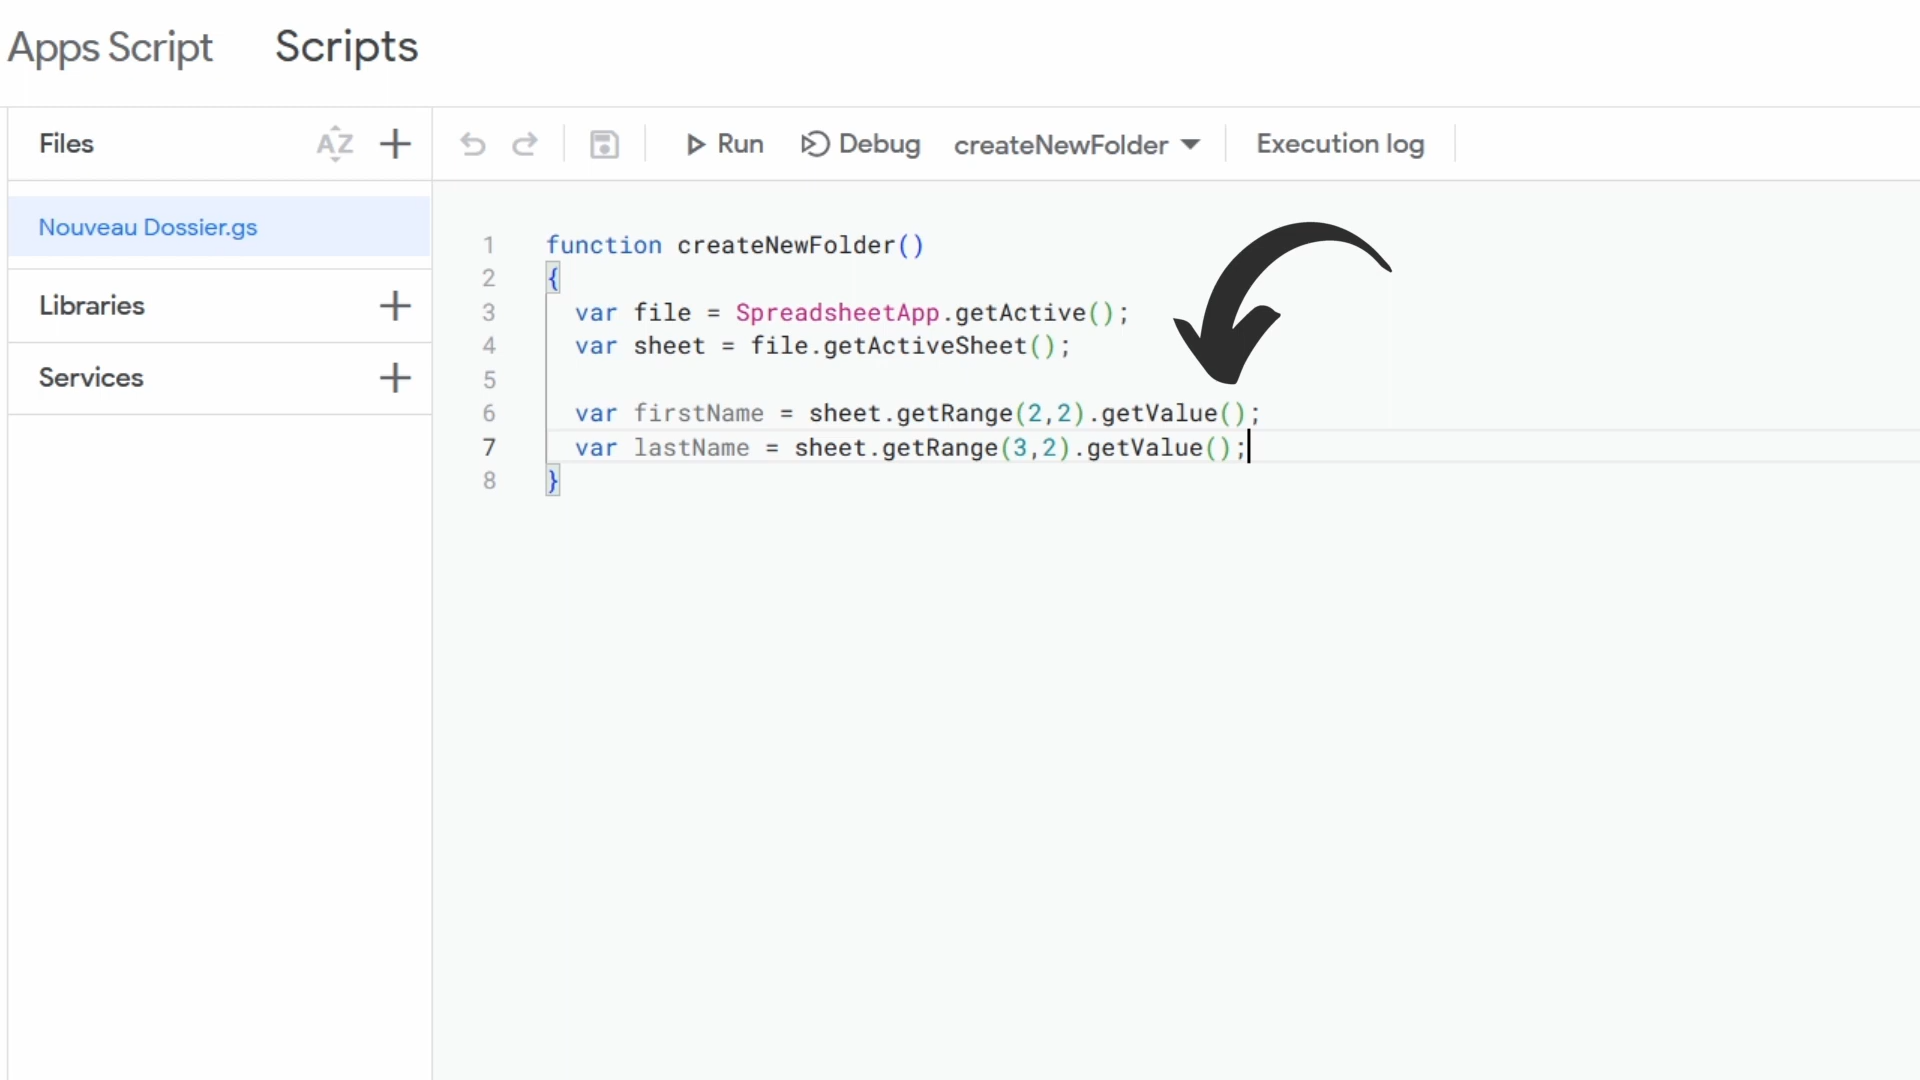 Apps Script Scripts
Files AZ Run Debug createNewFolder Execution log
Nouveau Dossier.gs
Libraries
Services
1 function createNewFolder()
2 {
3 var file = SpreadsheetApp.getActive();
4 var sheet = file.getActiveSheet();
5
6 var firstName = sheet.getRange(2,2).getValue();
7 var lastName = sheet.getRange(3,2).getValue();
8 }